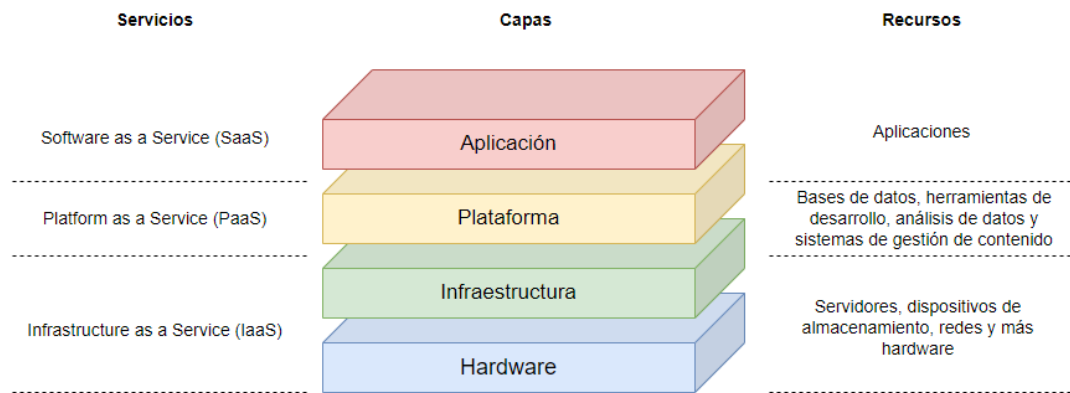 Servicios
Capas
Recursos
Software as a Service (SaaS)
Aplicación
Aplicaciones
Platform as a Service (PaaS)
Plataforma
Bases de datos, herramientas de
desarrollo, análisis de datos y
sistemas de gestión de contenido
Infrastructure as a Service (IaaS)
Infraestructura
Hardware
Servidores, dispositivos de
almacenamiento, redes y más
hardware